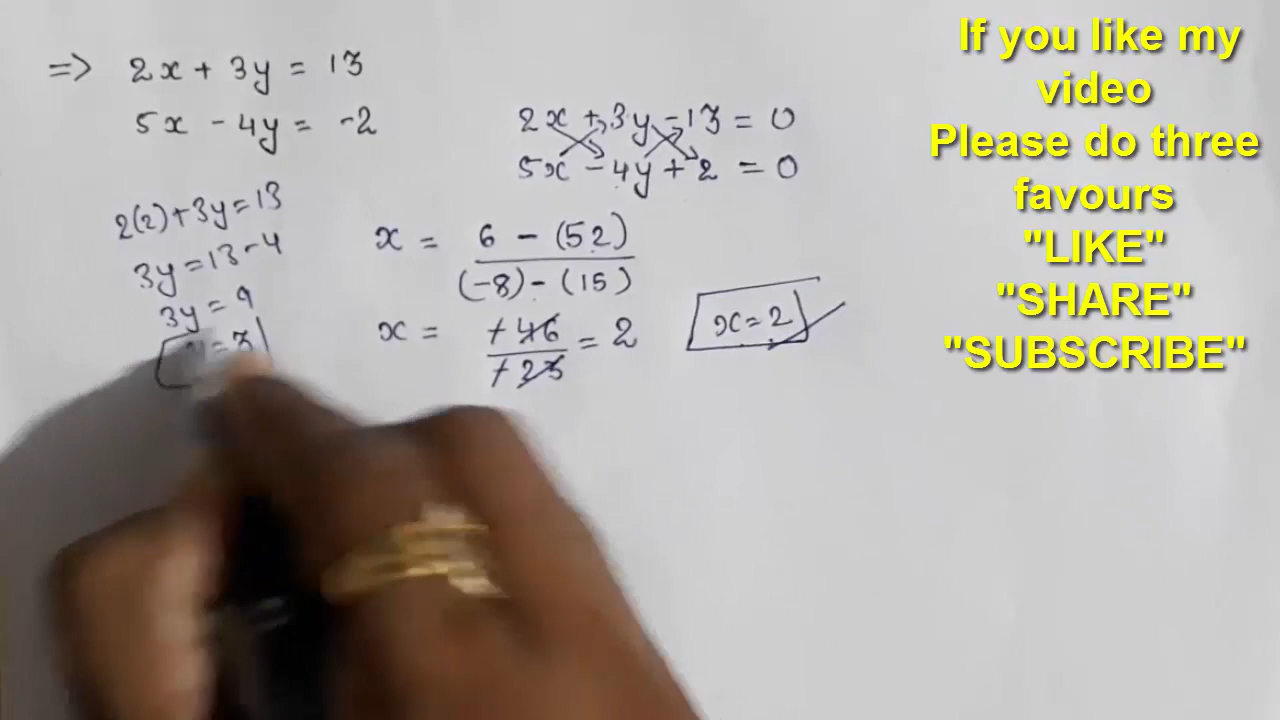 => 2x + 3y = 13
5x - 4y = -2
2(2)+3y=13
3y=13-4
3y=9
y=3
2x + 3y - 13 = 0
5x - 4y + 2 = 0
x = 6 - (52)
(-8) - (15)
x = +46
+23 = 2
x=2
If you like my
video
Please do three
favours
"LIKE"
"SHARE"
"SUBSCRIBE"